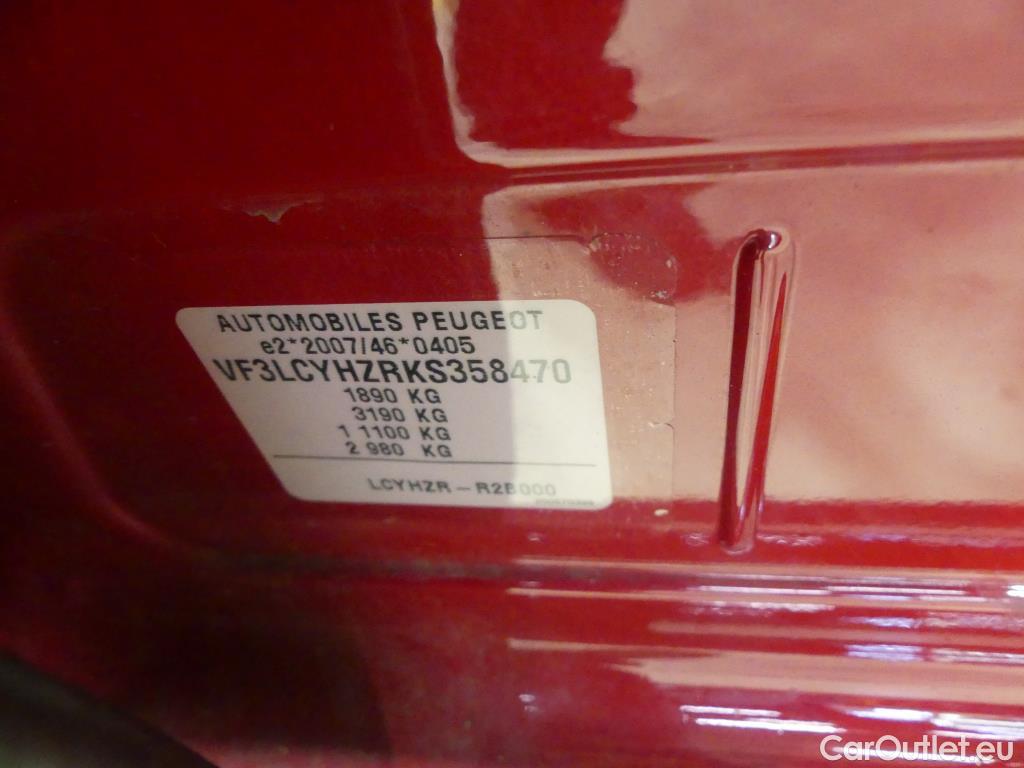 AUTOMOBILES PEUGEOT
e2*2007/46*0405
VF3LCYHZRKS358470
1890 KG
3190 KG
1 1100 KG
2 980 KG
LCYHZR - R2B000
CarOutlet.eu